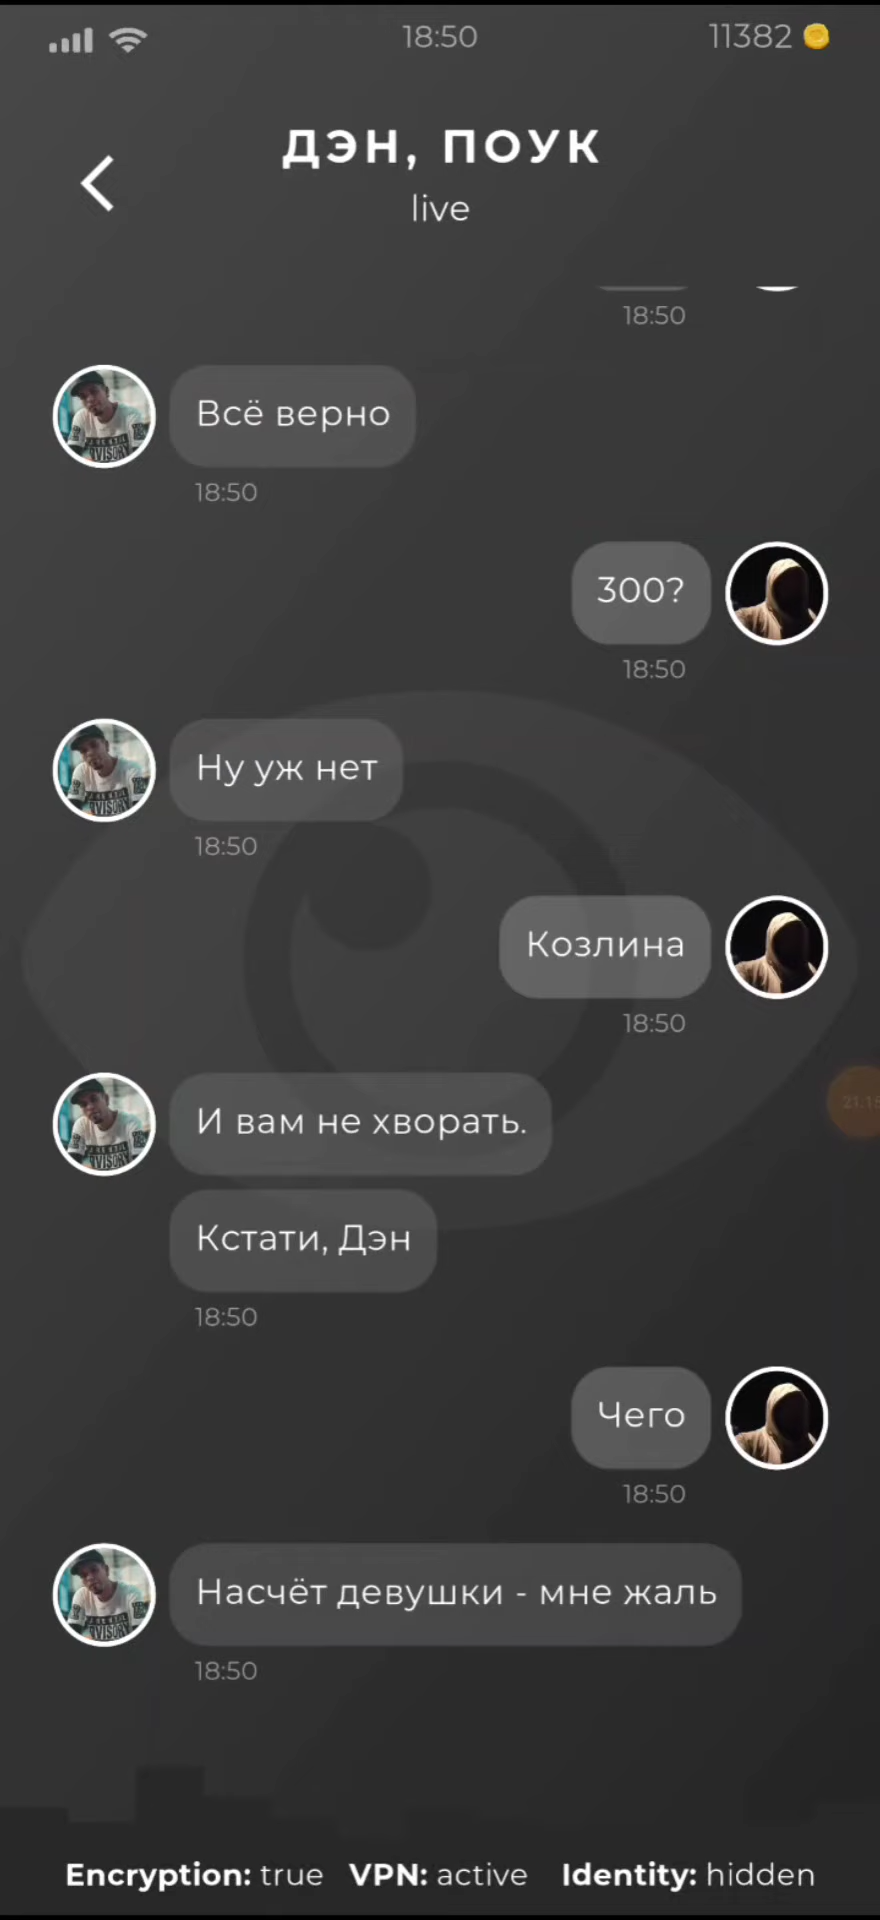 18:50
11382
ДЭН, ПОУК
live
18:50
Всё верно
18:50
300?
18:50
Ну уж нет
18:50
Козлина
18:50
И вам не хворать.
Кстати, Дэн
18:50
Чего
18:50
Насчёт девушки - мне жаль
18:50
Encryption: true VPN: active Identity: hidden